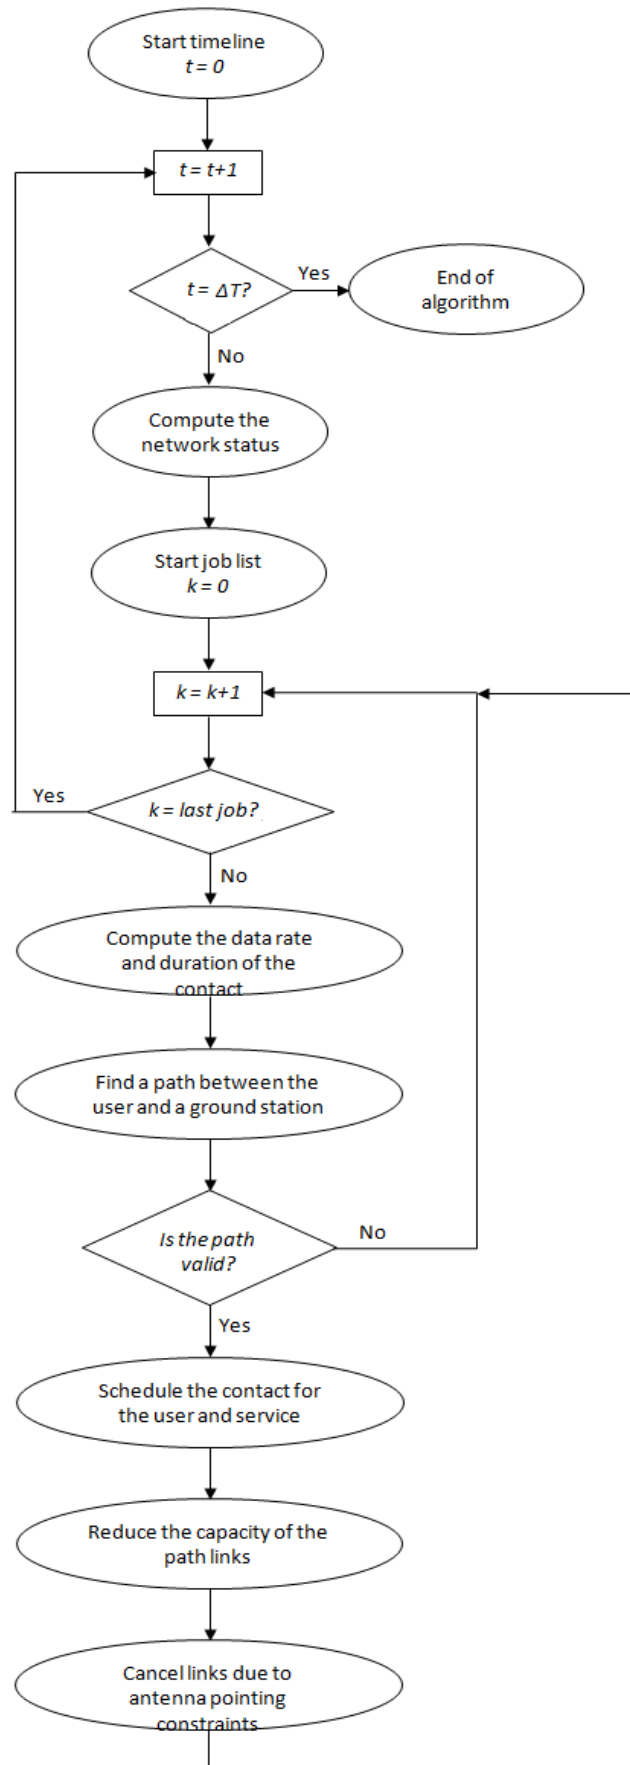 Start timeline
t = 0
t = t+1
t = ΔT?
Yes
End of
algorithm
No
Compute the
network status
Start job list
k = 0
k = k+1
Yes
k = last job?
No
Compute the data rate
and duration of the
contact
Find a path between the
user and a ground station
Is the path
valid?
No
Yes
Schedule the contact for
the user and service
Reduce the capacity of the
path links
Cancel links due to
antenna pointing
constraints